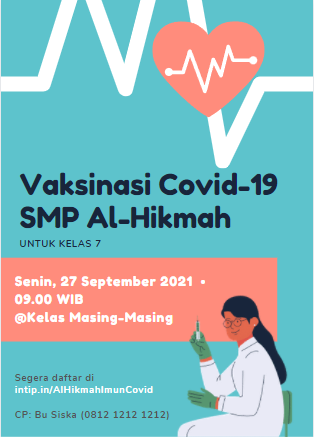 Vaksinasi Covid-19
SMP Al-Hikmah
UNTUK KELAS 7
Senin, 27 September 2021 •
09.00 WIB
@Kelas Masing-Masing
Segera daftar di
intip.in/AlHikmahImunCovid
CP: Bu Siska (0812 1212 1212)